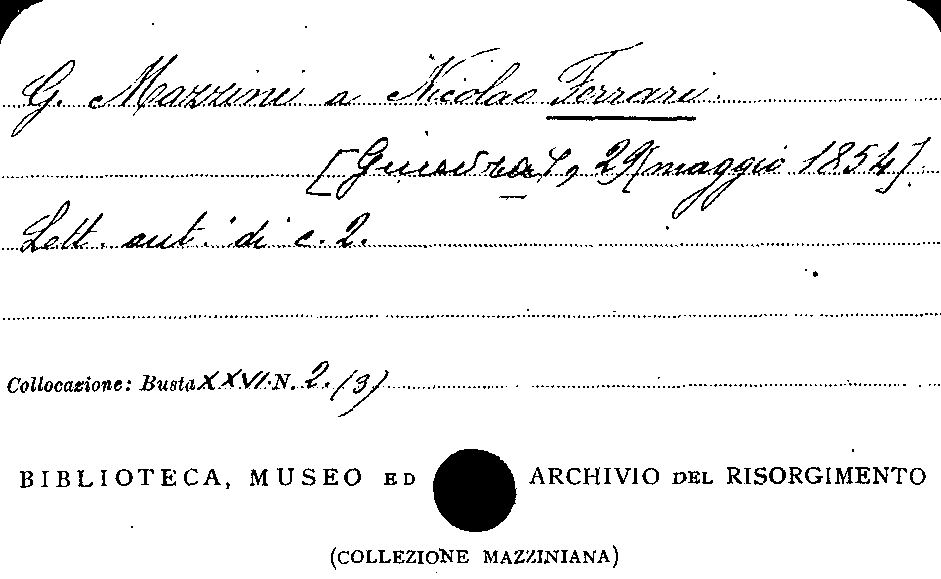 G. Mazzini a Nicolao Ferrari.
[Ginevra], 29 [maggio 1854].
Lett. aut. di c. 2.
Collocazione: Busta XXVI. N. 2. (3)
BIBLIOTECA, MUSEO ED ARCHIVIO DEL RISORGIMENTO
(COLLEZIONE MAZZINIANA)